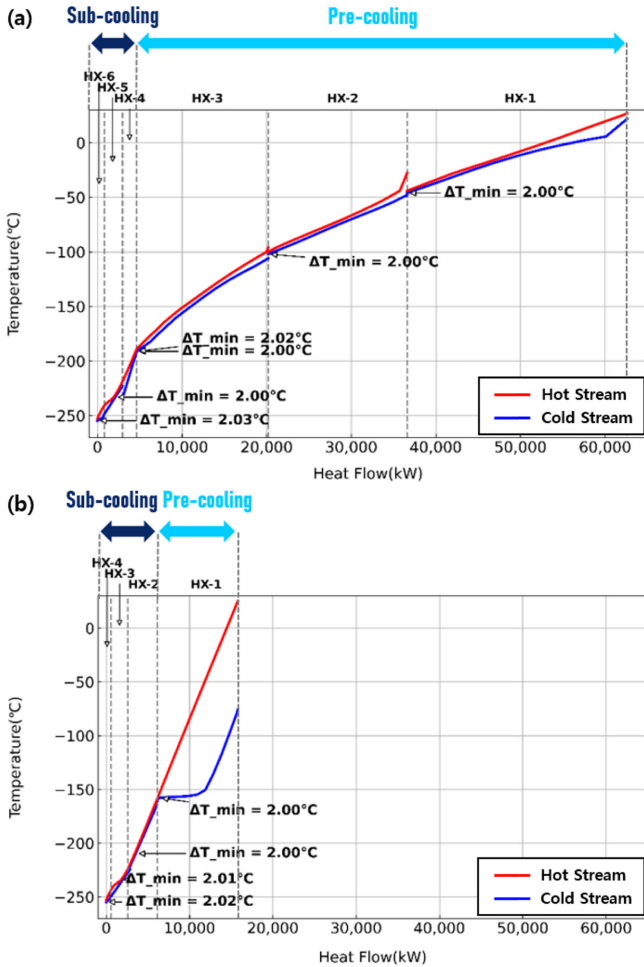 (a)
Sub-cooling Pre-cooling
HX-6
HX-5
HX-4 HX-3 HX-2 HX-1
0
−50
−100
−150
−200
−250
Temperature(℃)
ΔT_min = 2.00°C
ΔT_min = 2.00°C
ΔT_min = 2.02°C
ΔT_min = 2.00°C
ΔT_min = 2.00°C
ΔT_min = 2.03°C
Hot Stream
Cold Stream
0 10,000 20,000 30,000 40,000 50,000 60,000
Heat Flow(kW)
(b)
Sub-cooling Pre-cooling
HX-4
HX-3
HX-2 HX-1
0
−50
−100
−150
−200
−250
Temperature(℃)
ΔT_min = 2.00°C
ΔT_min = 2.00°C
ΔT_min = 2.01°C
ΔT_min = 2.02°C
Hot Stream
Cold Stream
0 10,000 20,000 30,000 40,000 50,000 60,000
Heat Flow(kW)